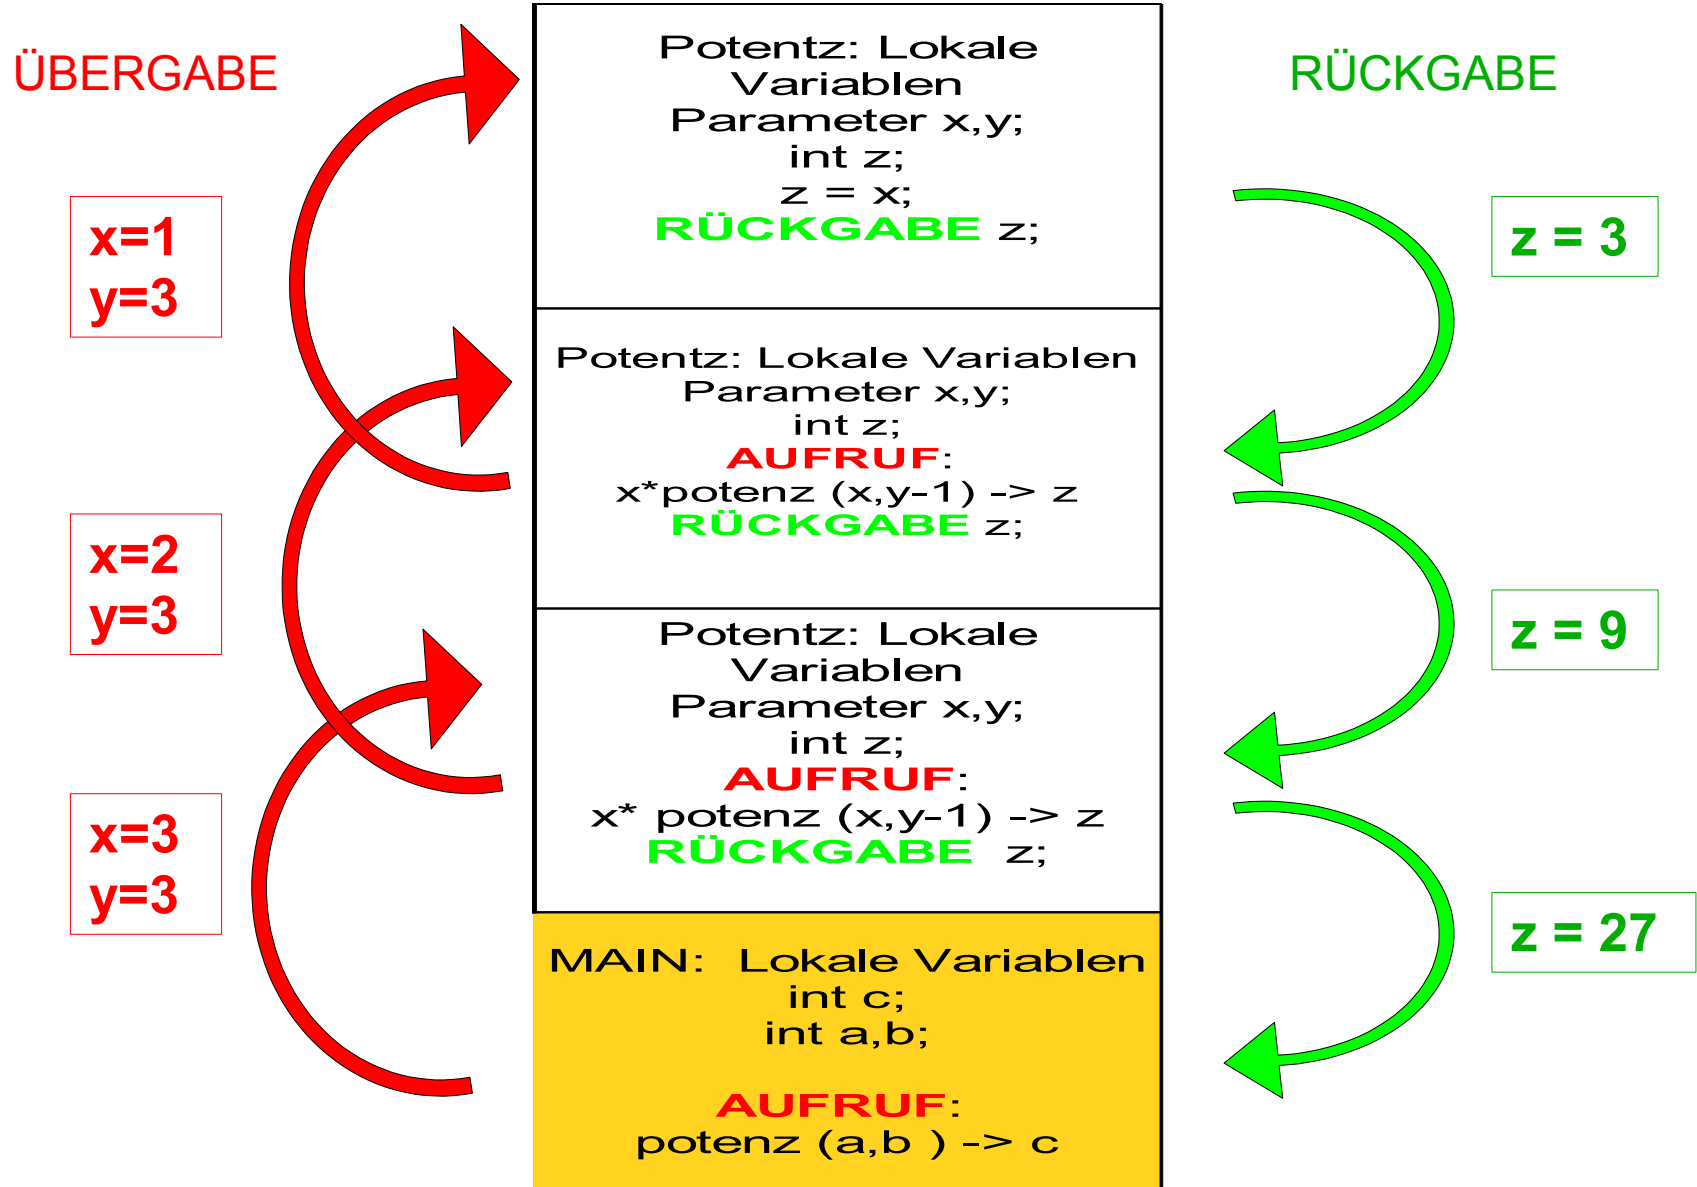 ÜBERGABE
x=1
y=3
x=2
y=3
x=3
y=3
Potentz: Lokale
Variablen
Parameter x,y;
int z;
z = x;
RÜCKGABE z;
Potentz: Lokale Variablen
Parameter x,y;
int z;
AUFRUF:
x*potenz (x,y-1) -> z
RÜCKGABE z;
Potentz: Lokale
Variablen
Parameter x,y;
int z;
AUFRUF:
x* potenz (x,y-1) -> z
RÜCKGABE  z;
MAIN:  Lokale Variablen
int c;
int a,b;
AUFRUF:
potenz (a,b ) -> c
RÜCKGABE
z = 3
z = 9
z = 27